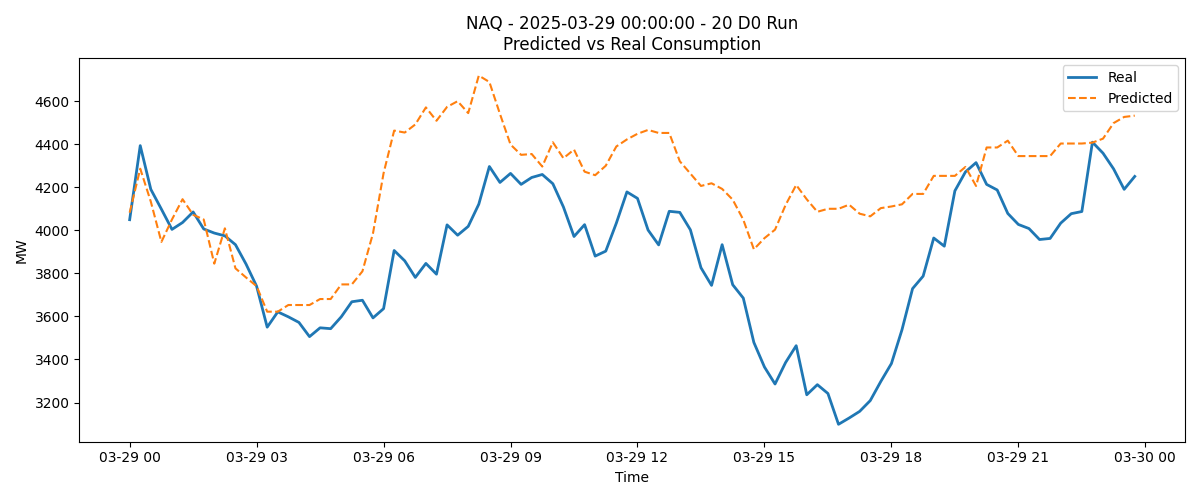 NAQ - 2025-03-29 00:00:00 - 20 D0 Run
Predicted vs Real Consumption
Real
Predicted
MW
4600
4400
4200
4000
3800
3600
3400
3200
03-29 00
03-29 03
03-29 06
03-29 09
03-29 12
03-29 15
03-29 18
03-29 21
03-30 00
Time